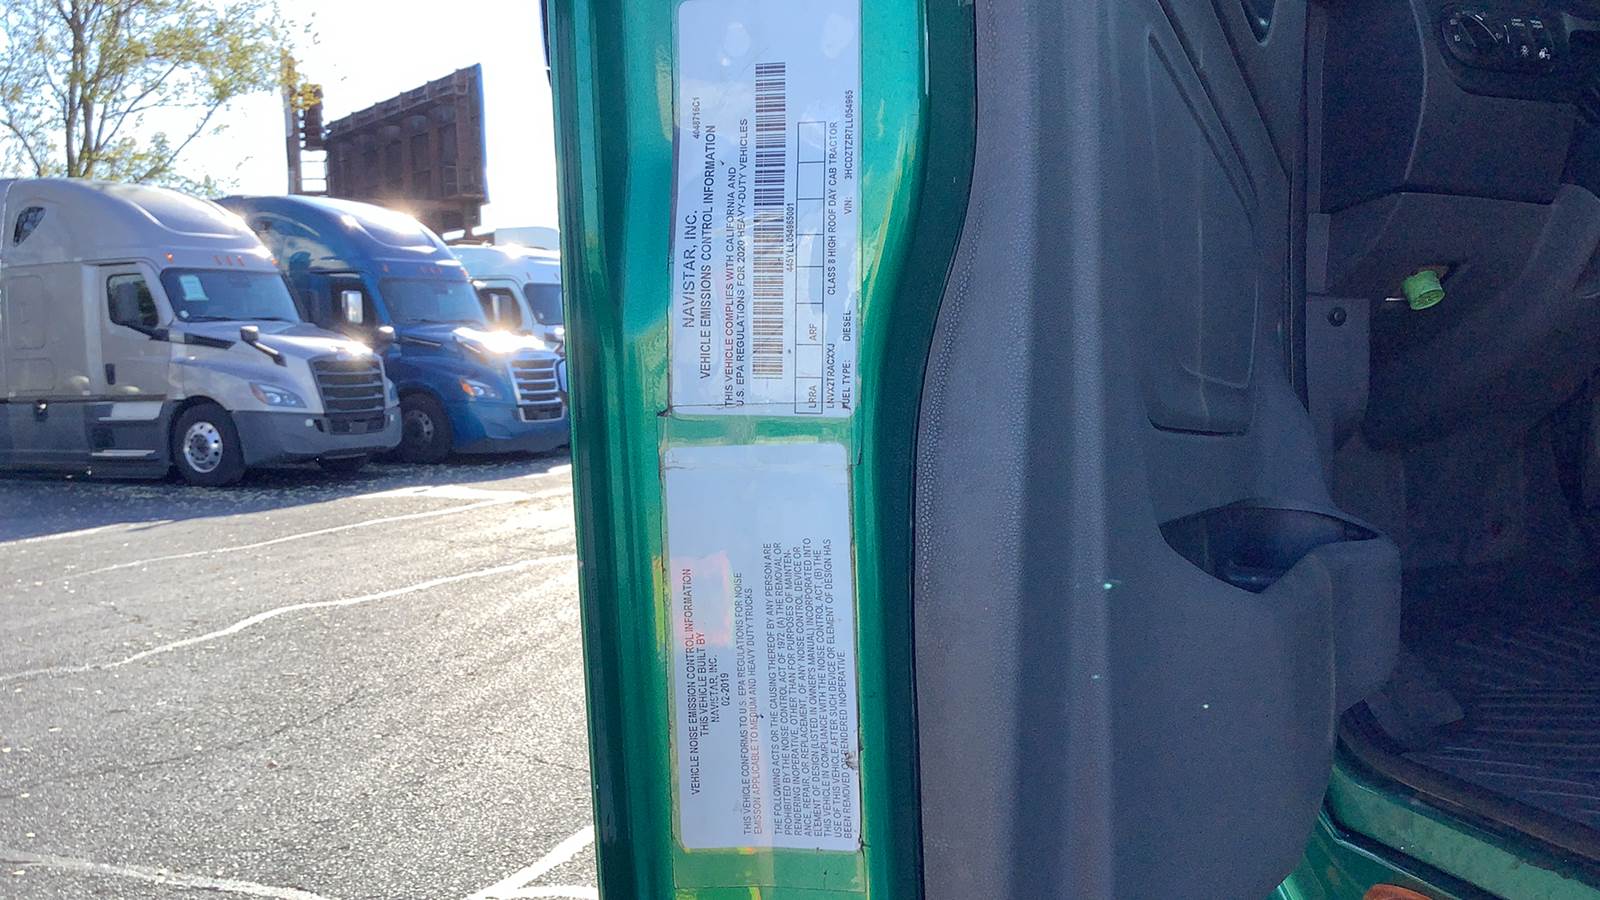 4048716C1
NAVISTAR, INC.
VEHICLE EMISSIONS CONTROL INFORMATION
THIS VEHICLE COMPLIES WITH CALIFORNIA AND
U.S. EPA REGULATIONS FOR 2020 HEAVY-DUTY VEHICLES
445YLL054965001
LRRA ARF
LNVX2TRACXXJ CLASS 8 HIGH ROOF DAY CAB TRACTOR
FUEL TYPE: DIESEL VIN: 3HCDZTZR7LL054965
VEHICLE NOISE EMISSION CONTROL INFORMATION
THIS VEHICLE BUILT BY
NAVISTAR, INC.
02-2019
THIS VEHICLE CONFORMS TO U.S. EPA REGULATIONS FOR NOISE
EMISSON APPLICABLE TO MEDIUM AND HEAVY DUTY TRUCKS
THE FOLLOWING ACTS OR THE CAUSING THEREOF BY ANY PERSON ARE
PROHIBITED BY THE NOISE CONTROL ACT OF 1972. (A) THE REMOVAL OR
RENDERING INOPERATIVE, OTHER THAN FOR PURPOSES OF MAINTEN-
ANCE, REPAIR, OR REPLACEMENT, OF ANY NOISE CONTROL DEVICE OR
ELEMENT OF DESIGN (LISTED IN OWNER'S MANUAL) INCORPORATED INTO
THIS VEHICLE IN COMPLIANCE WITH THE NOISE CONTROL ACT, (B) THE
USE OF THIS VEHICLE AFTER SUCH DEVICE OR ELEMENT OF DESIGN HAS
BEEN REMOVED OR RENDERED INOPERATIVE.